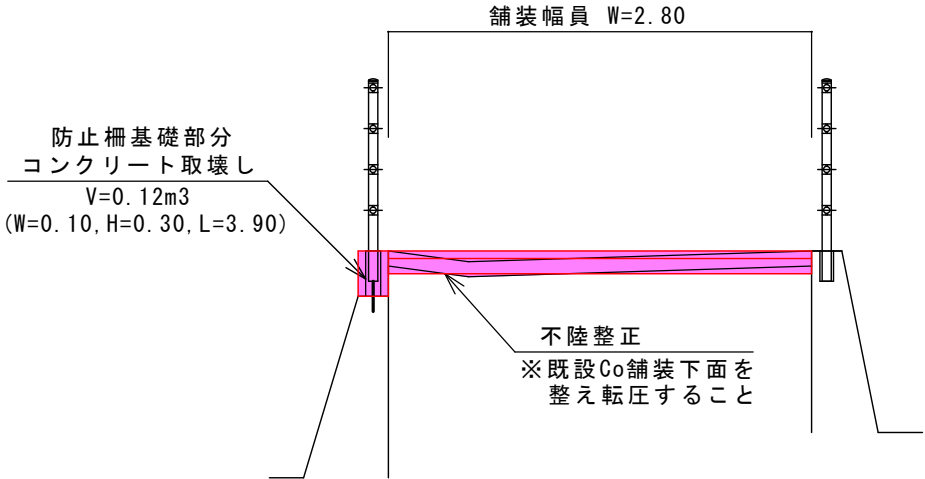 舗装幅員 W=2.80
防止柵基礎部分
コンクリート取壊し
V=0.12m3
(W=0.10,H=0.30,L=3.90)
不陸整正
※既設Co舗装下面を
整え転圧すること